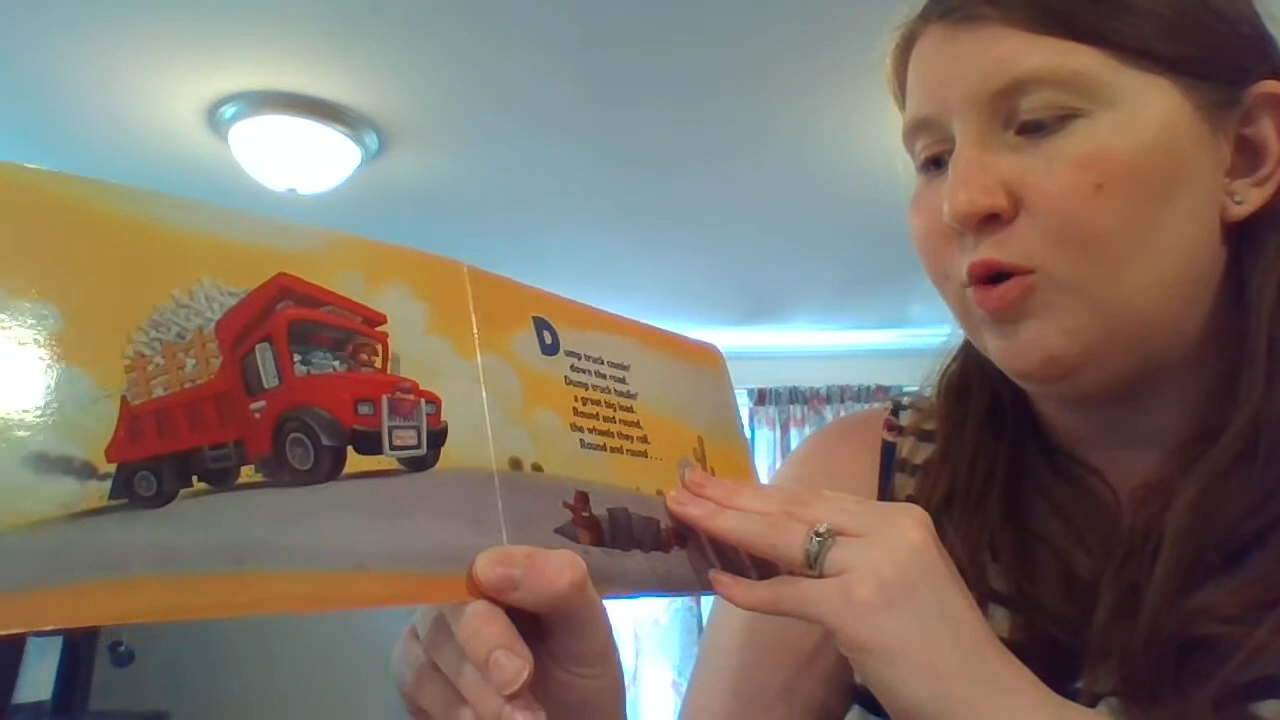 Dump truck comin'
down the road.
Dump truck haulin'
a great big load.
Round and round,
the wheels they roll.
Round and round . . .